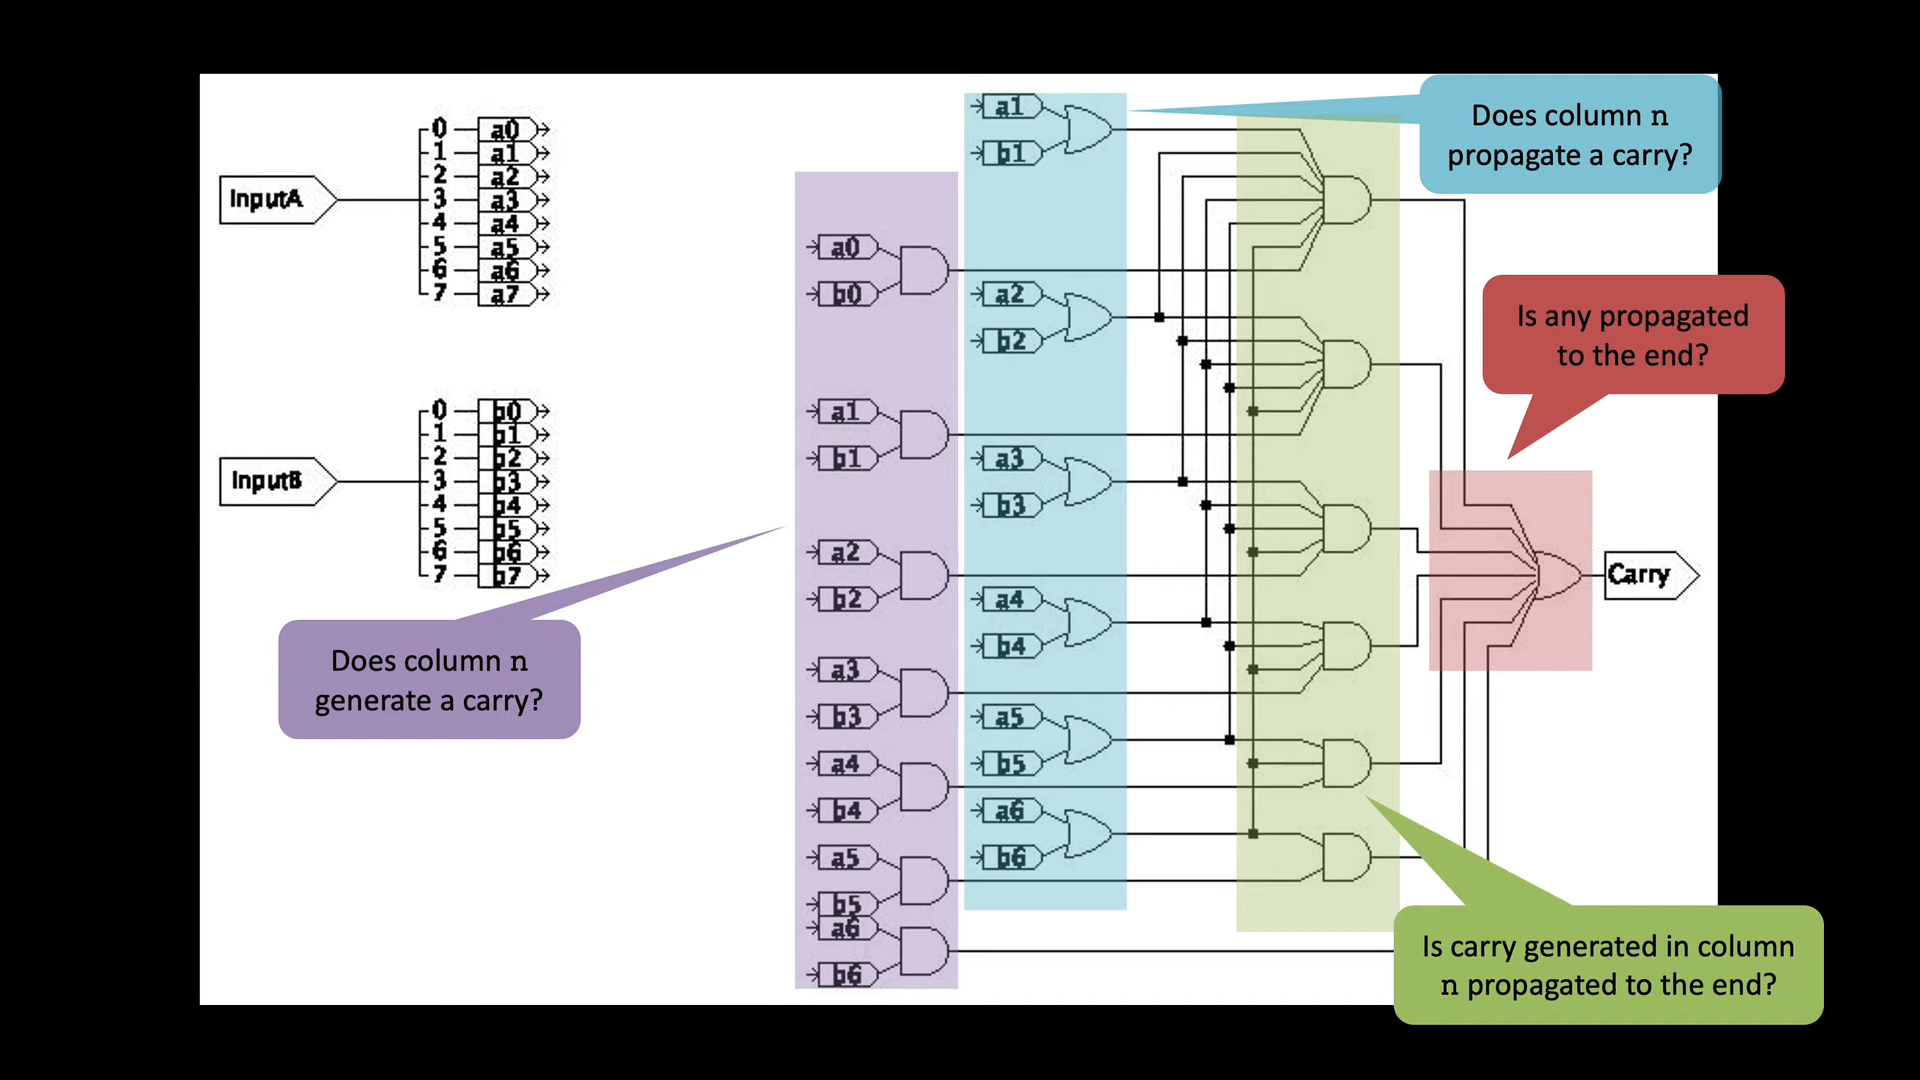 InputA
0 a0
1 a1
2 a2
3 a3
4 a4
5 a5
6 a6
7 a7
InputB
0 b0
1 b1
2 b2
3 b3
4 b4
5 b5
6 b6
7 b7
Does column n
generate a carry?
a0
b0
a1
b1
a2
b2
a3
b3
a4
b4
a5
b5
a6
b6
a1
b1
a2
b2
a3
b3
a4
b4
a5
b5
a6
b6
Does column n
propagate a carry?
Is any propagated
to the end?
Carry
Is carry generated in column
n propagated to the end?